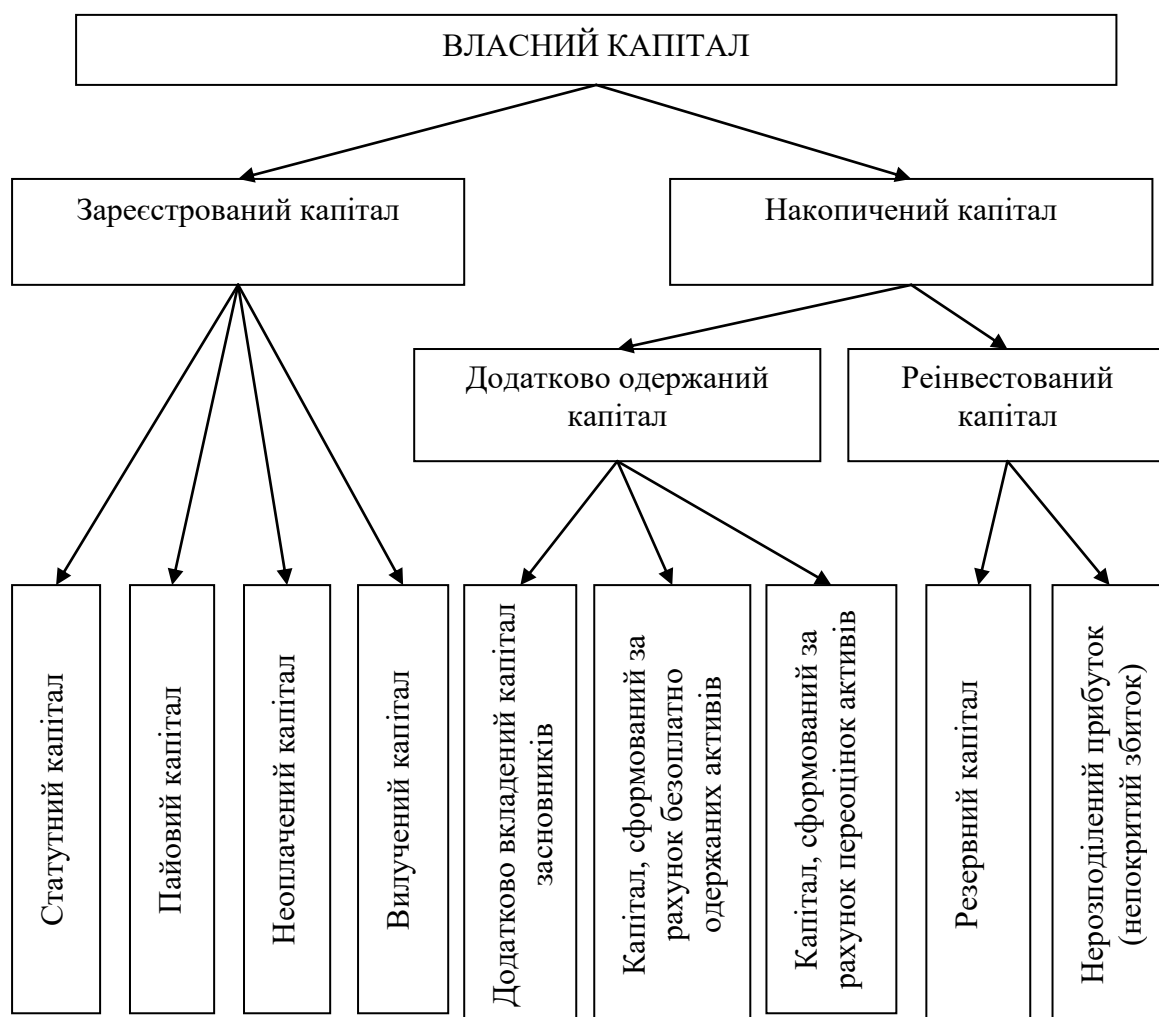 ВЛАСНИЙ КАПІТАЛ
Зареєстрований капітал
Накопичений капітал
Додатково одержаний
капітал
Реінвестований
капітал
Статутний капітал
Пайовий капітал
Неоплачений капітал
Вилучений капітал
Додатково вкладений капітал
засновників
Капітал, сформований за
рахунок безоплатно
одержаних активів
Капітал, сформований за
рахунок переоцінок активів
Резервний капітал
Нерозподілений прибуток
(непокритий збиток)